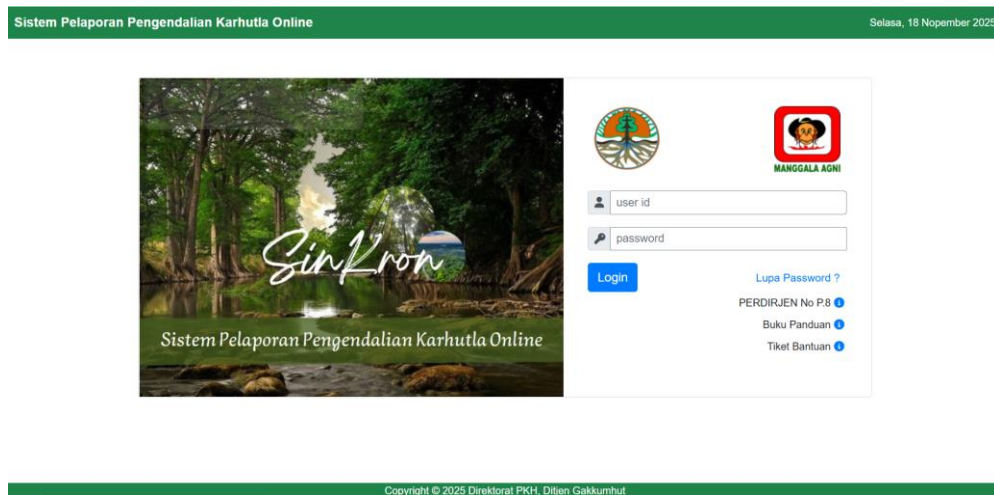 Sistem Pelaporan Pengendalian Karhutla Online
Selasa, 18 Nopember 2025
SinKron
Sistem Pelaporan Pengendalian Karhutla Online
MANGGALA AGNI
user id
password
Login
Lupa Password ?
PERDIRJEN No P.8
Buku Panduan
Tiket Bantuan
Copyright © 2025 Direktorat PKH, Ditjen Gakkumhut